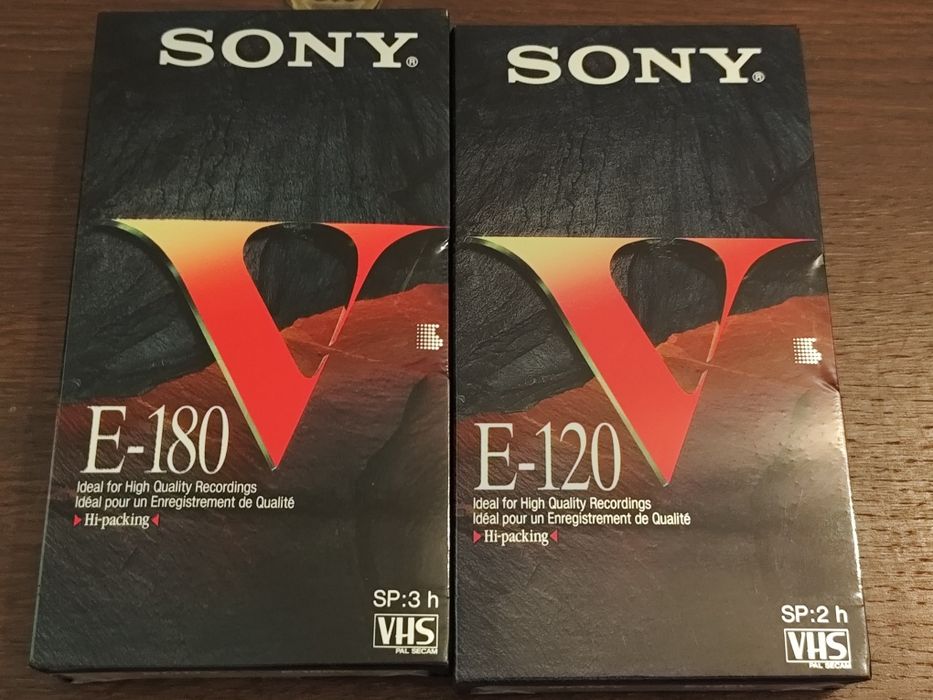 SONY®
V
E-180
Ideal for High Quality Recordings
Idéal pour un Enregistrement de Qualité
Hi-packing
SP:3 h
VHS
PAL SECAM
SONY®
V
E-120
Ideal for High Quality Recordings
Idéal pour un Enregistrement de Qualité
Hi-packing
SP:2 h
VHS
PAL SECAM